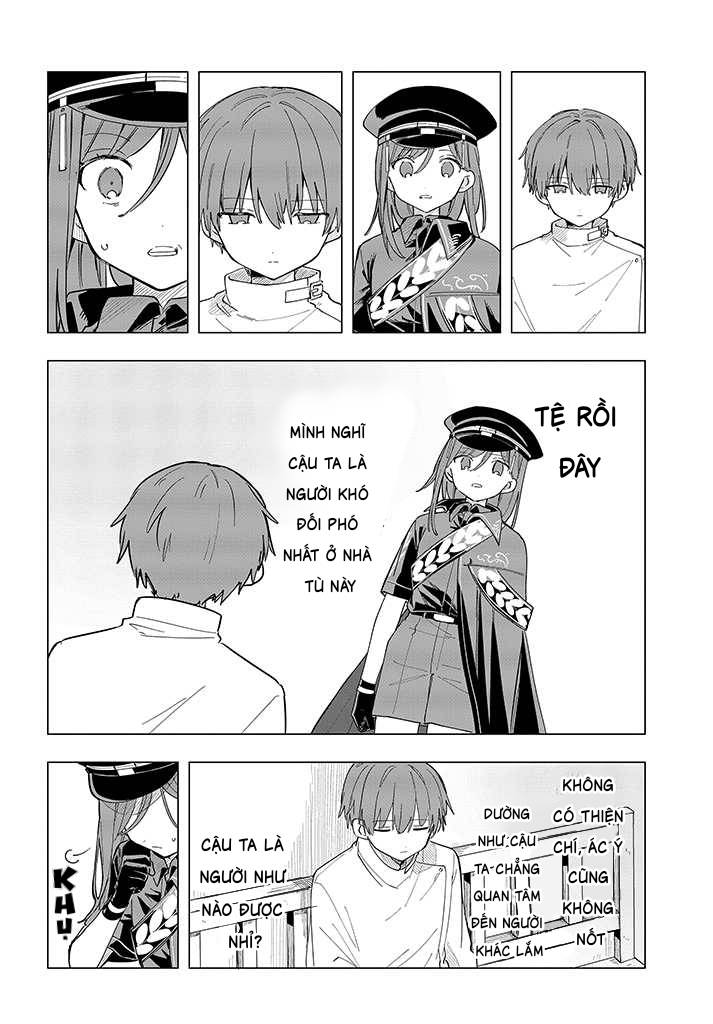 TỆ RỒI
ĐÂY
MÌNH NGHĨ
CẬU TA LÀ
NGƯỜI KHÓ
ĐỐI PHÓ
NHẤT Ở NHÀ
TÙ NÀY
KHÔNG
CÓ THIỆN
CHÍ, ÁC Ý
CŨNG
KHÔNG
NỐT
DƯỜNG
NHƯ CẬU
TA CHẲNG
QUAN TÂM
ĐẾN NGƯỜI
KHÁC LẮM
CẬU TA LÀ
NGƯỜI NHƯ
NÀO ĐƯỢC
NHỈ?
KHỤ.